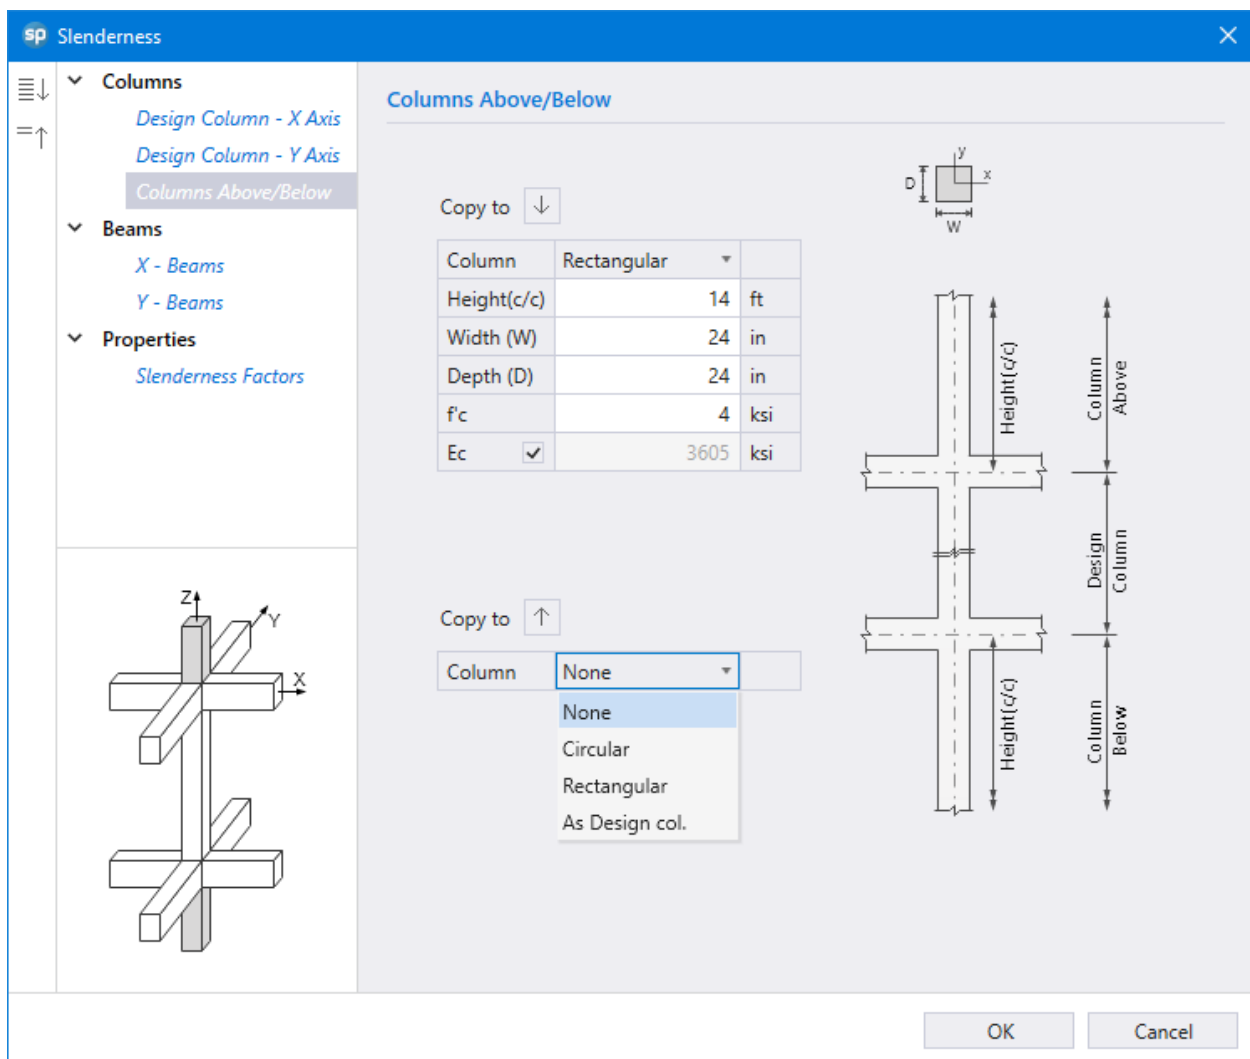 sp Slenderness
Columns
Design Column - X Axis
Design Column - Y Axis
Columns Above/Below
Beams
X - Beams
Y - Beams
Properties
Slenderness Factors
Z
Y
X
Columns Above/Below
Copy to
Column Rectangular
Height(c/c) 14 ft
Width (W) 24 in
Depth (D) 24 in
f'c 4 ksi
Ec 3605 ksi
Copy to
Column None
None
Circular
Rectangular
As Design col.
y
D x
W
Height(c/c)
Column
Above
Design
Column
Height(c/c)
Column
Below
OK Cancel